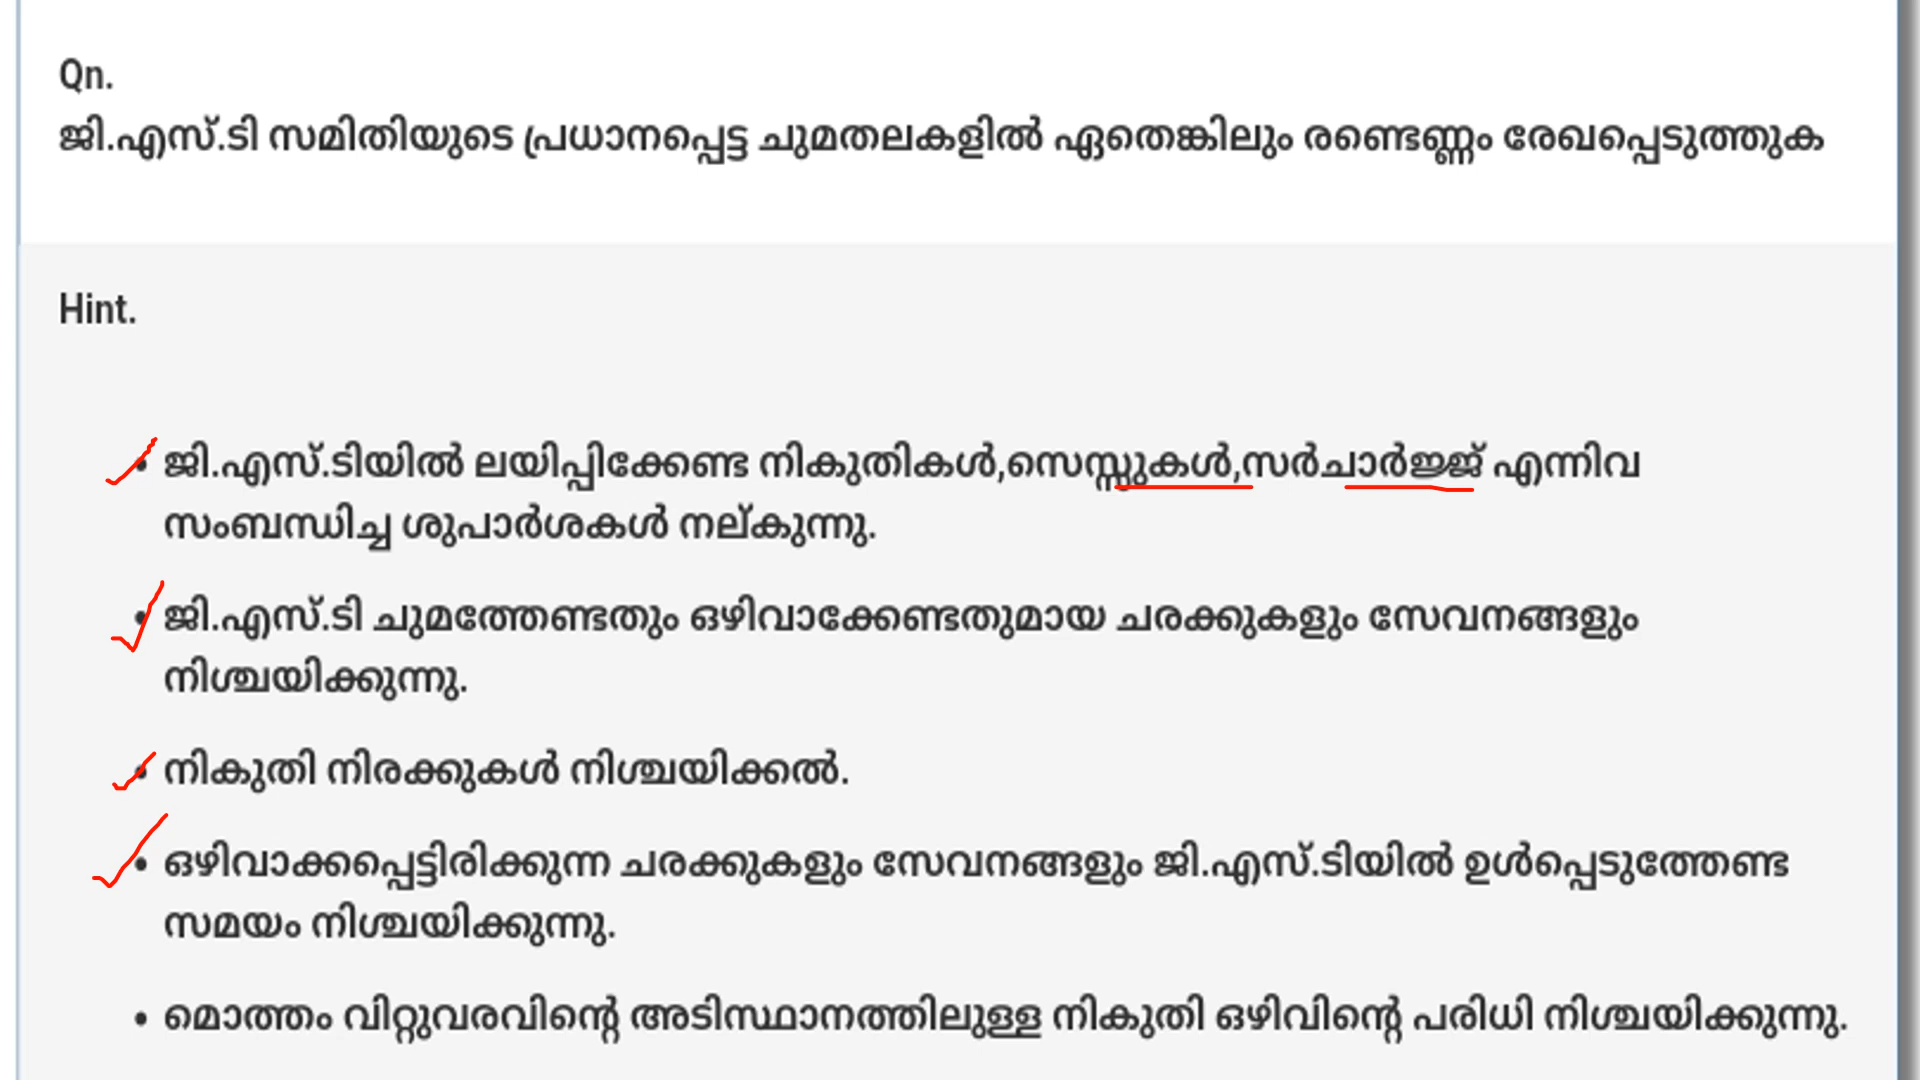 Qn.
ജി.എസ്.ടി സമിതിയുടെ പ്രധാനപ്പെട്ട ചുമതലകളിൽ ഏതെങ്കിലും രണ്ടെണ്ണം രേഖപ്പെടുത്തുക
Hint.
• ജി.എസ്.ടിയിൽ ലയിപ്പിക്കേണ്ട നികുതികൾ,സെസ്സുകൾ,സർചാർജ്ജ് എന്നിവ
സംബന്ധിച്ച ശുപാർശകൾ നല്കുന്നു.
• ജി.എസ്.ടി ചുമത്തേണ്ടതും ഒഴിവാക്കേണ്ടതുമായ ചരക്കുകളും സേവനങ്ങളും
നിശ്ചയിക്കുന്നു.
• നികുതി നിരക്കുകൾ നിശ്ചയിക്കൽ.
• ഒഴിവാക്കപ്പെട്ടിരിക്കുന്ന ചരക്കുകളും സേവനങ്ങളും ജി.എസ്.ടിയിൽ ഉൾപ്പെടുത്തേണ്ട
സമയം നിശ്ചയിക്കുന്നു.
• മൊത്തം വിറ്റുവരവിന്റെ അടിസ്ഥാനത്തിലുള്ള നികുതി ഒഴിവിന്റെ പരിധി നിശ്ചയിക്കുന്നു.